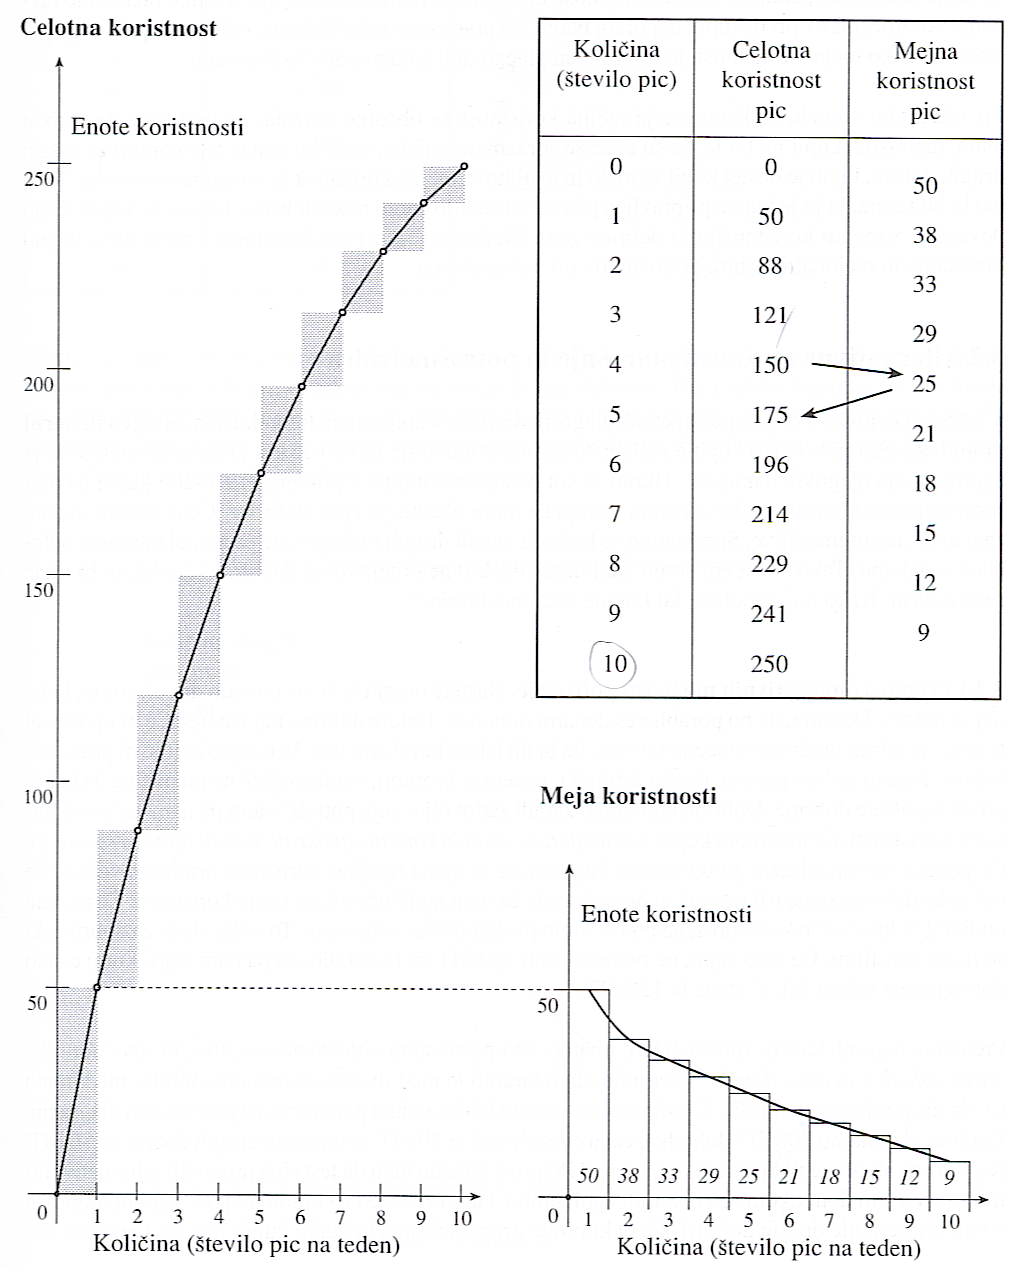 Celotna koristnost
Enote koristnosti
250
200
150
100
50
0
1 2 3 4 5 6 7 8 9 10
Količina (število pic na teden)
Količina (število pic) Celotna koristnost pic Mejna koristnost pic
0 0
50
1 50
38
2 88
33
3 121
29
4 150
25
5 175
21
6 196
18
7 214
15
8 229
12
9 241
9
10 250
Meja koristnosti
Enote koristnosti
50
50 38 33 29 25 21 18 15 12 9
0 1 2 3 4 5 6 7 8 9 10
Količina (število pic na teden)